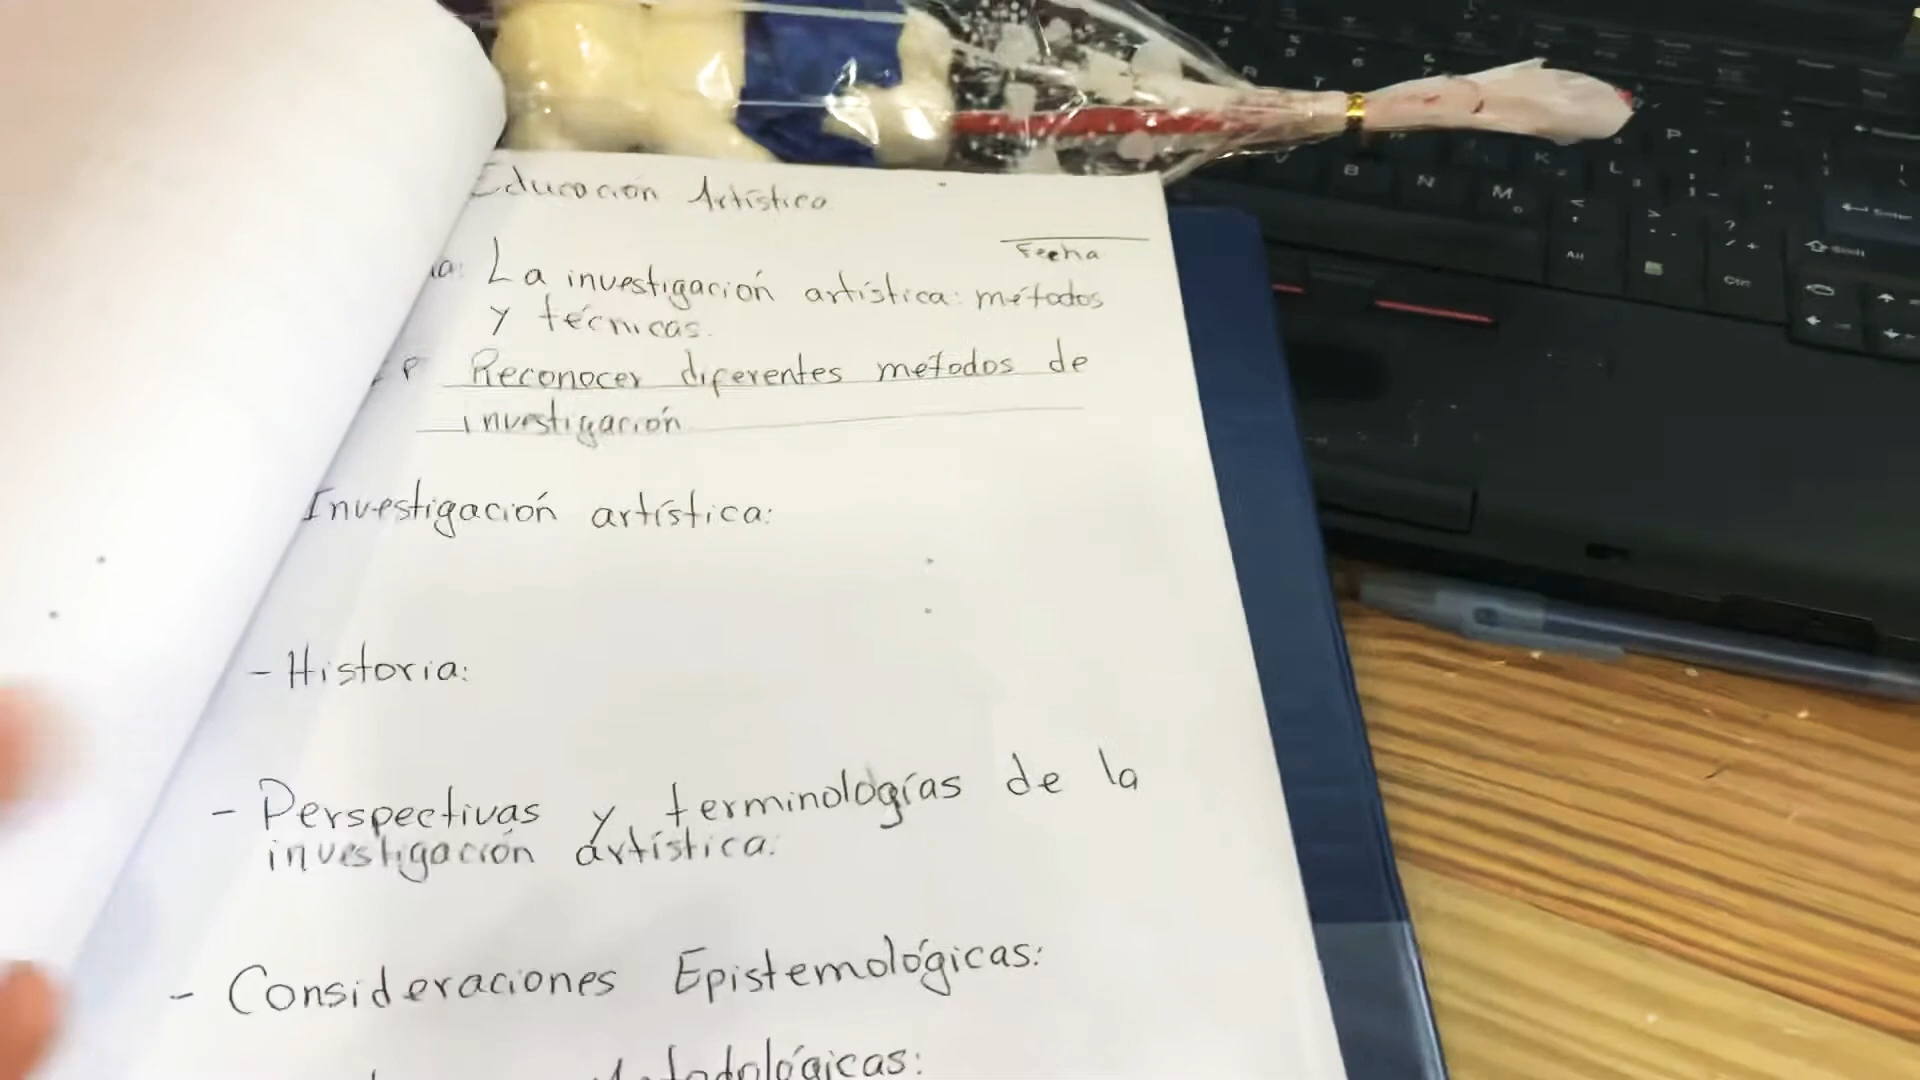 Educación Artística
Fecha
La investigación artística: métodos
y técnicas.
Reconocer diferentes métodos de
investigación
Investigación artística:
- Historia:
- Perspectivas y terminologías de la
investigación artística:
- Consideraciones Epistemológicas:
Metodológicas: